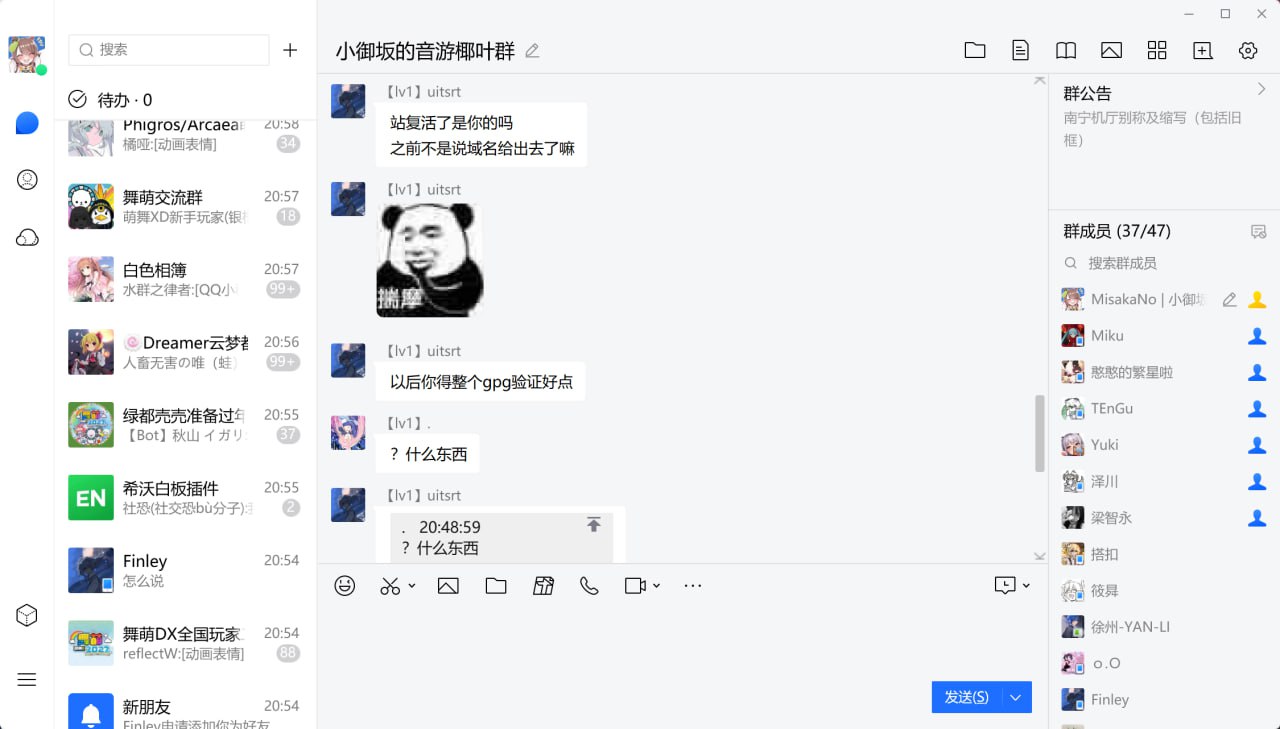 搜索
待办 · 0
Phigros/Arcaea群
20:58
橘哑:[动画表情]
34
舞萌交流群
20:57
萌舞XD新手玩家(银
18
白色相簿
20:57
水群之律者:[QQ小
99+
Dreamer云梦都
20:56
人畜无害の唯（蛙）
99+
绿都壳壳准备过年
20:55
【Bot】秋山 イガリ
37
EN
希沃白板插件
20:55
社恐(社交恐bù分子):
2
Finley
20:54
怎么说
舞萌DX全国玩家
20:54
reflectW:[动画表情]
88
新朋友
20:54
Finley申请添加你为好友
小御坂的音游椰叶群
【lv1】uitsrt
站复活了是你的吗
之前不是说域名给出去了嘛
【lv1】uitsrt
揣摩
【lv1】uitsrt
以后你得整个gpg验证好点
【lv1】.
？什么东西
【lv1】uitsrt
. 20:48:59
？什么东西
发送(S)
群公告
南宁机厅别称及缩写（包括旧
框）
群成员 (37/47)
搜索群成员
MisakaNo | 小御坂
Miku
憨憨的繁星啦
TEnGu
Yuki
泽川
梁智永
搭扣
筱曻
徐州-YAN-LI
o.O
Finley